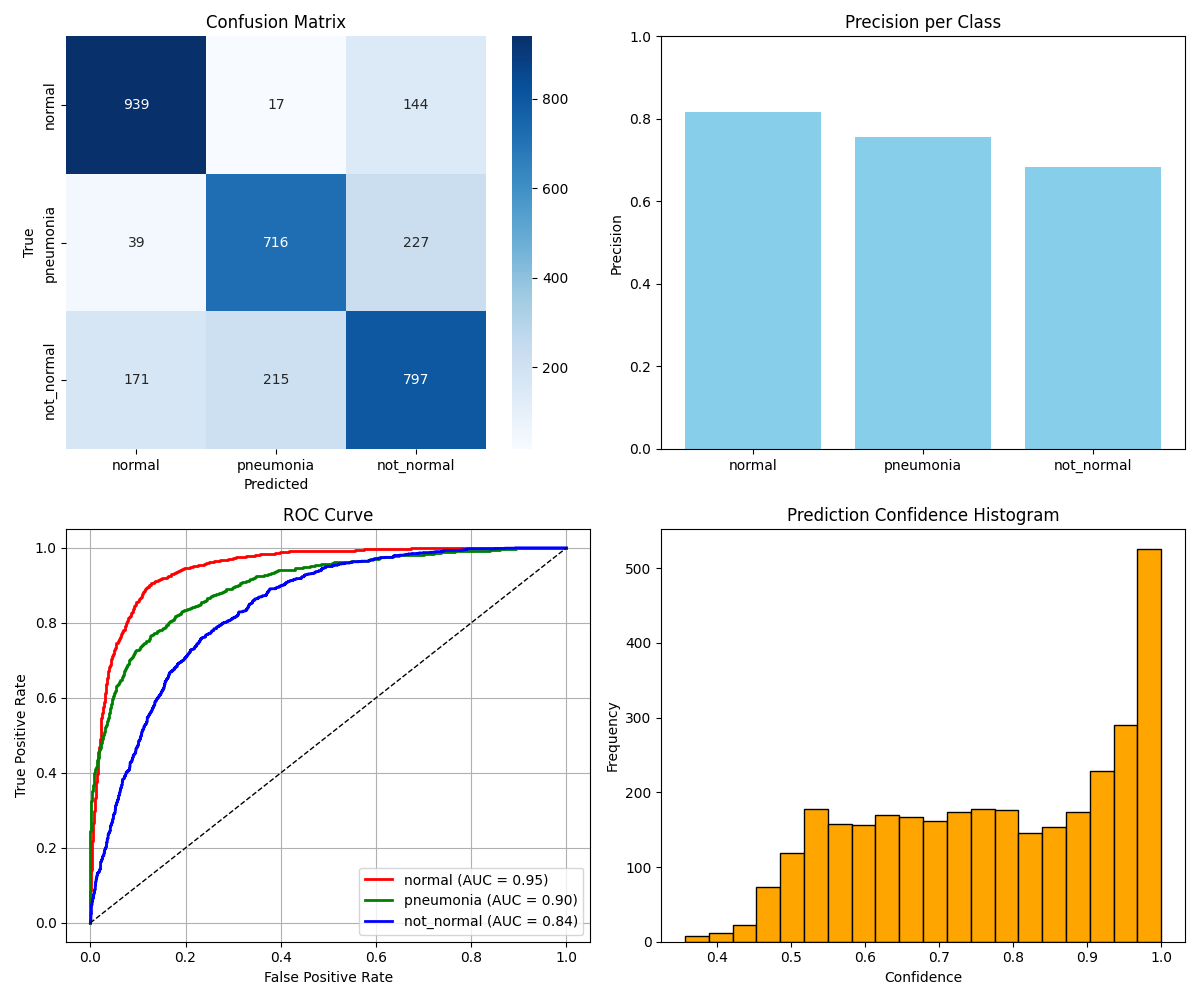 Confusion Matrix
normal
pneumonia
not_normal
True
939 17 144
39 716 227
171 215 797
normal pneumonia not_normal
Predicted
800
600
400
200
Precision per Class
Precision
1.0
0.8
0.6
0.4
0.2
0.0
normal pneumonia not_normal
ROC Curve
True Positive Rate
1.0
0.8
0.6
0.4
0.2
0.0
normal (AUC = 0.95)
pneumonia (AUC = 0.90)
not_normal (AUC = 0.84)
0.0 0.2 0.4 0.6 0.8 1.0
False Positive Rate
Prediction Confidence Histogram
Frequency
500
400
300
200
100
0
0.4 0.5 0.6 0.7 0.8 0.9 1.0
Confidence